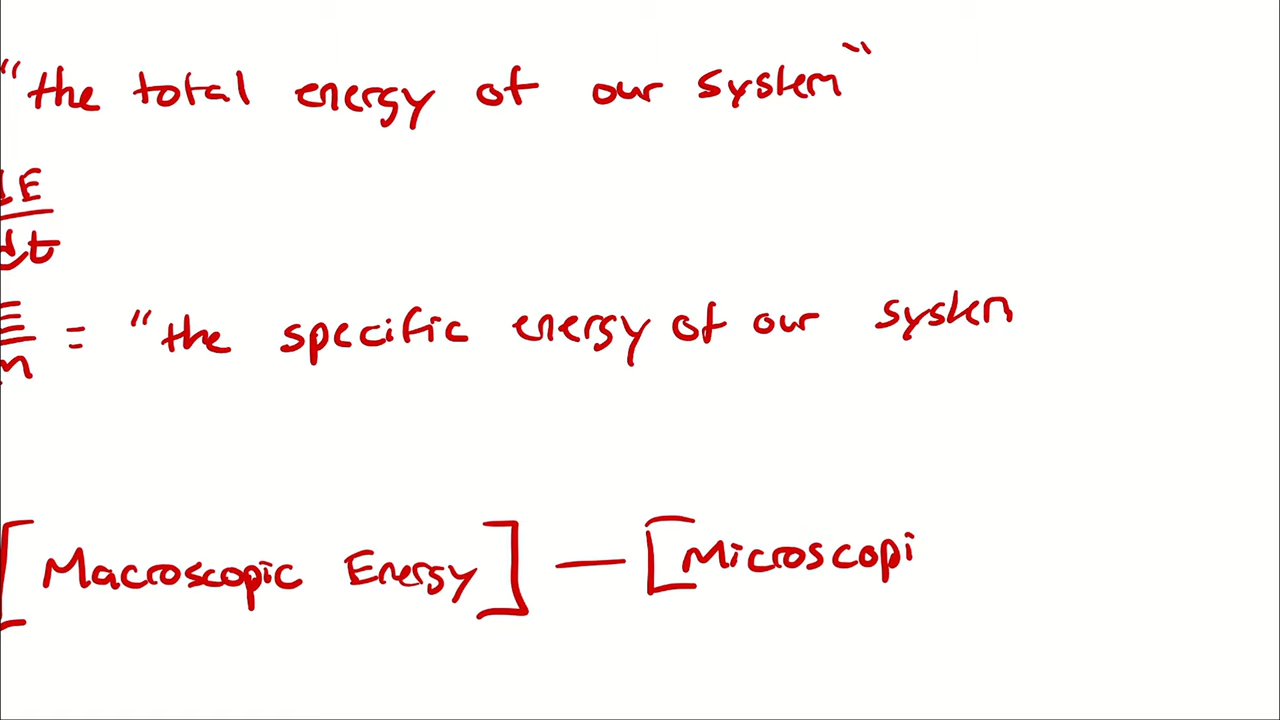 "the total energy of our system"
dE
dt
E
m = "the specific energy of our system
[Macroscopic Energy] — [Microscopi